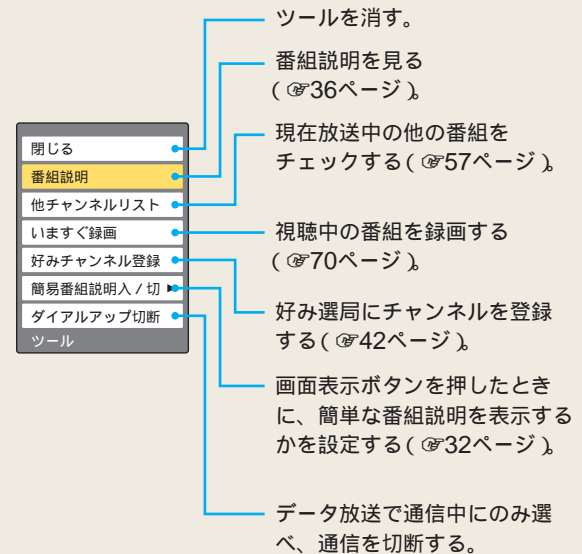 ツールを消す。
番組説明を見る
(☞36ページ)。
現在放送中の他の番組を
チェックする(☞57ページ)。
視聴中の番組を録画する
(☞70ページ)。
好み選局にチャンネルを登録
する(☞42ページ)。
画面表示ボタンを押したとき
に、簡単な番組説明を表示する
かを設定する(☞32ページ)。
データ放送で通信中にのみ選
べ、通信を切断する。
閉じる
番組説明
他チャンネルリスト
いますぐ録画
好みチャンネル登録
簡易番組説明入/切
ダイアルアップ切断
ツール